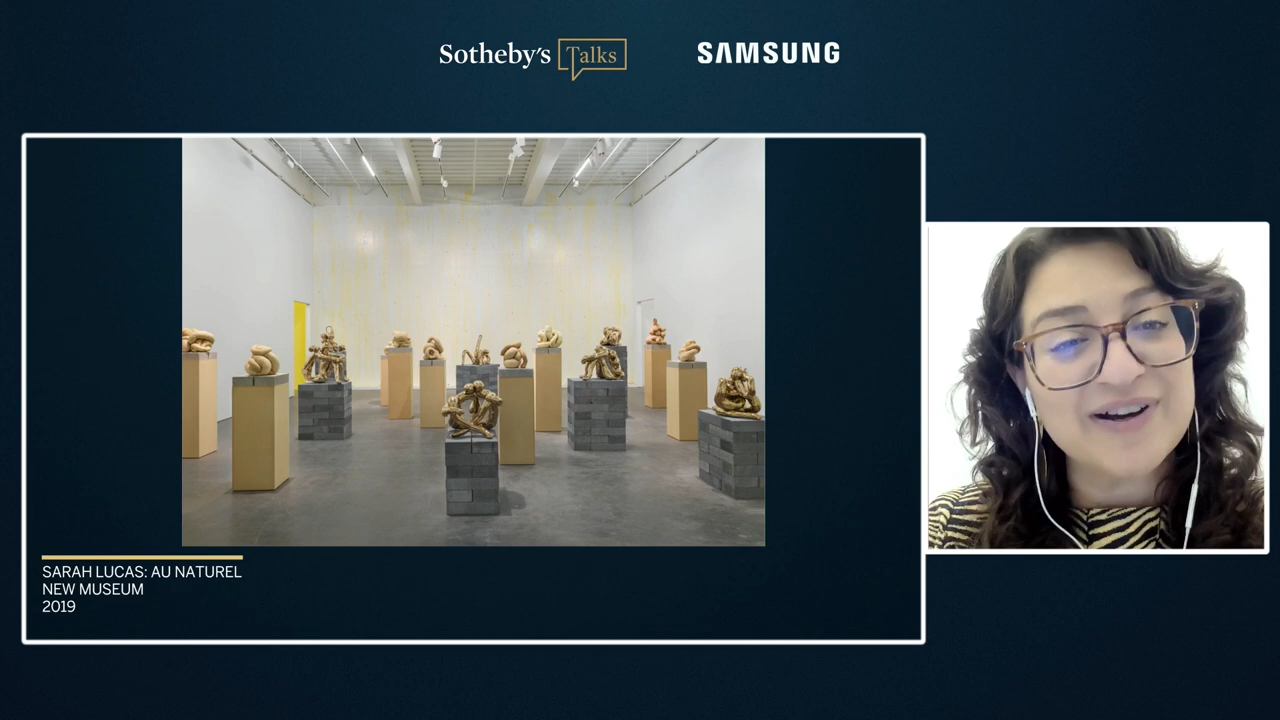 Sotheby's Talks
SAMSUNG
SARAH LUCAS: AU NATUREL
NEW MUSEUM
2019